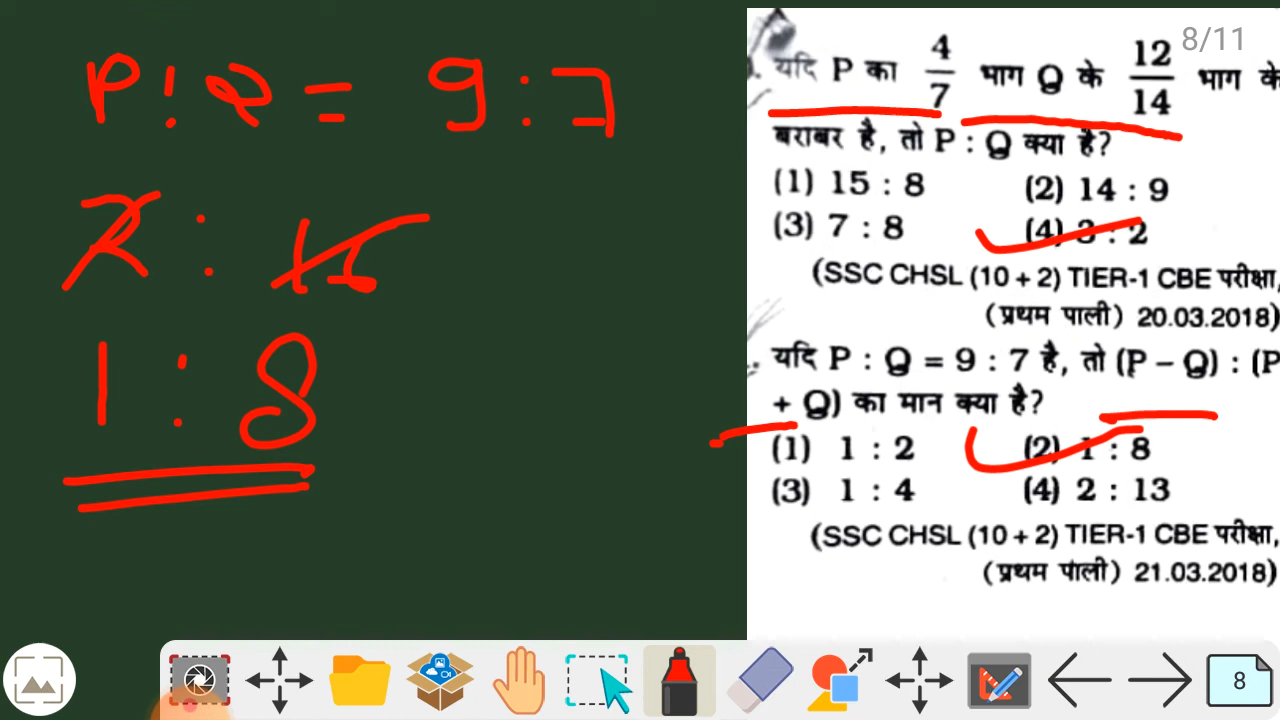 P : Q = 9 : 7
2 : 16
1 : 8
8/11
यदि P का 4/7 भाग Q के 12/14 भाग के
बराबर है, तो P : Q क्या है?
(1) 15 : 8 (2) 14 : 9
(3) 7 : 8 (4) 3 : 2
(SSC CHSL (10 + 2) TIER-1 CBE परीक्षा,
(प्रथम पाली) 20.03.2018)
यदि P : Q = 9 : 7 है, तो (P – Q) : (P
+ Q) का मान क्या है?
(1) 1 : 2 (2) 1 : 8
(3) 1 : 4 (4) 2 : 13
(SSC CHSL (10 + 2) TIER-1 CBE परीक्षा,
(प्रथम पाली) 21.03.2018)
8